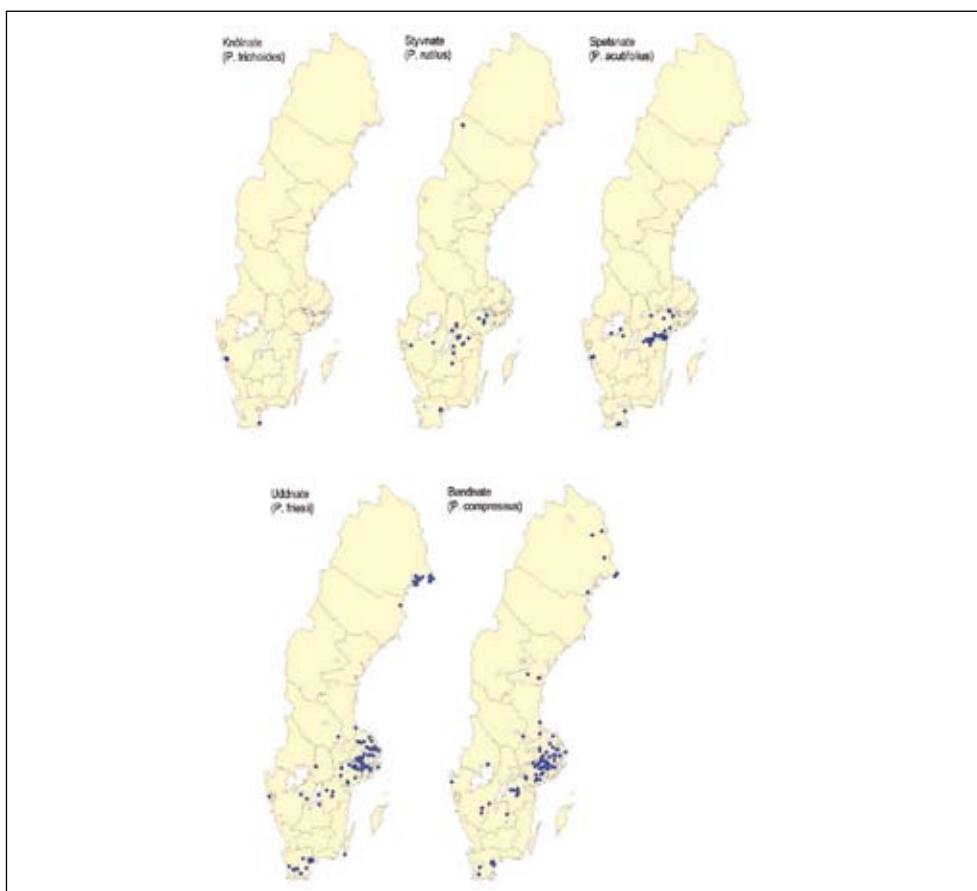 Knölnate
(P. trichoides)
Styvnate
(P. rutilus)
Spetsnate
(P. acutifolius)
Uddnate
(P. friesii)
Bandnate
(P. compressus)